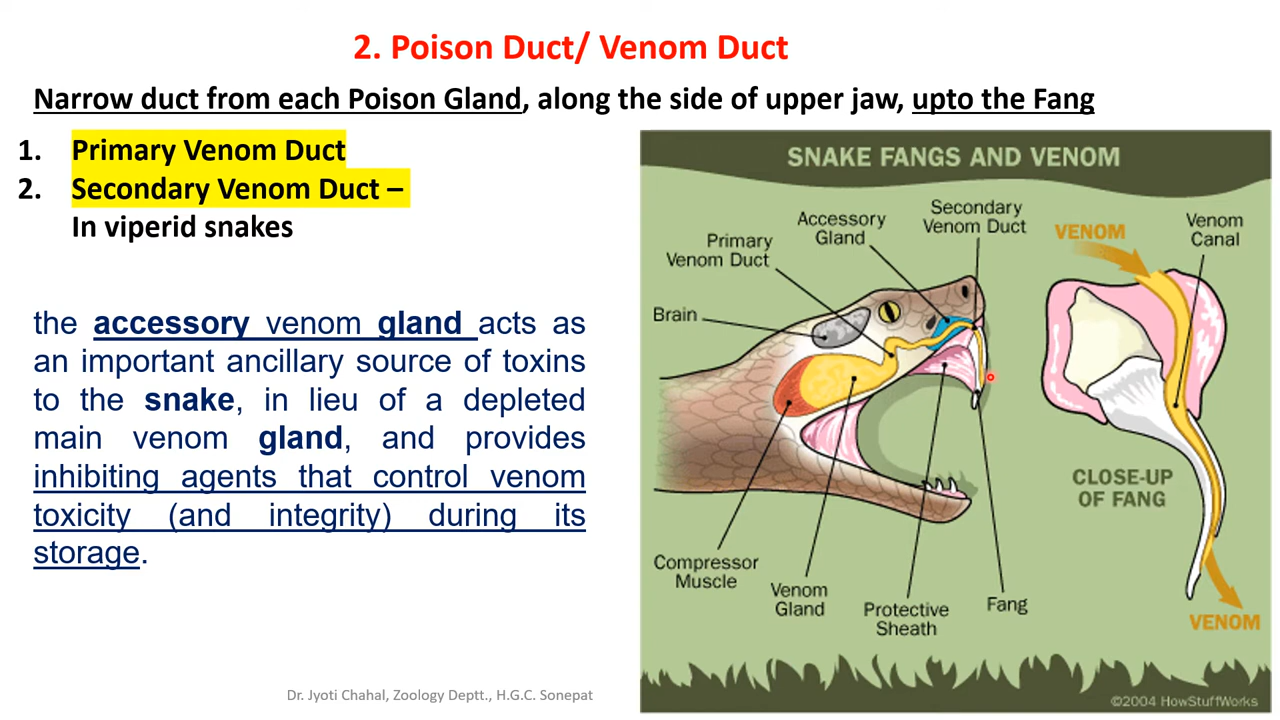 2. Poison Duct/ Venom Duct
Narrow duct from each Poison Gland, along the side of upper jaw, upto the Fang
1. Primary Venom Duct
2. Secondary Venom Duct –
In viperid snakes
the accessory venom gland acts as
an important ancillary source of toxins
to the snake, in lieu of a depleted
main venom gland, and provides
inhibiting agents that control venom
toxicity (and integrity) during its
storage.
SNAKE FANGS AND VENOM
Secondary
Venom Duct
Accessory
Gland
Primary
Venom Duct
Brain
VENOM
Venom
Canal
CLOSE-UP
OF FANG
Compressor
Muscle
Venom
Gland
Protective
Sheath
Fang
VENOM
©2004 HowStuffWorks
Dr. Jyoti Chahal, Zoology Deptt., H.G.C. Sonepat